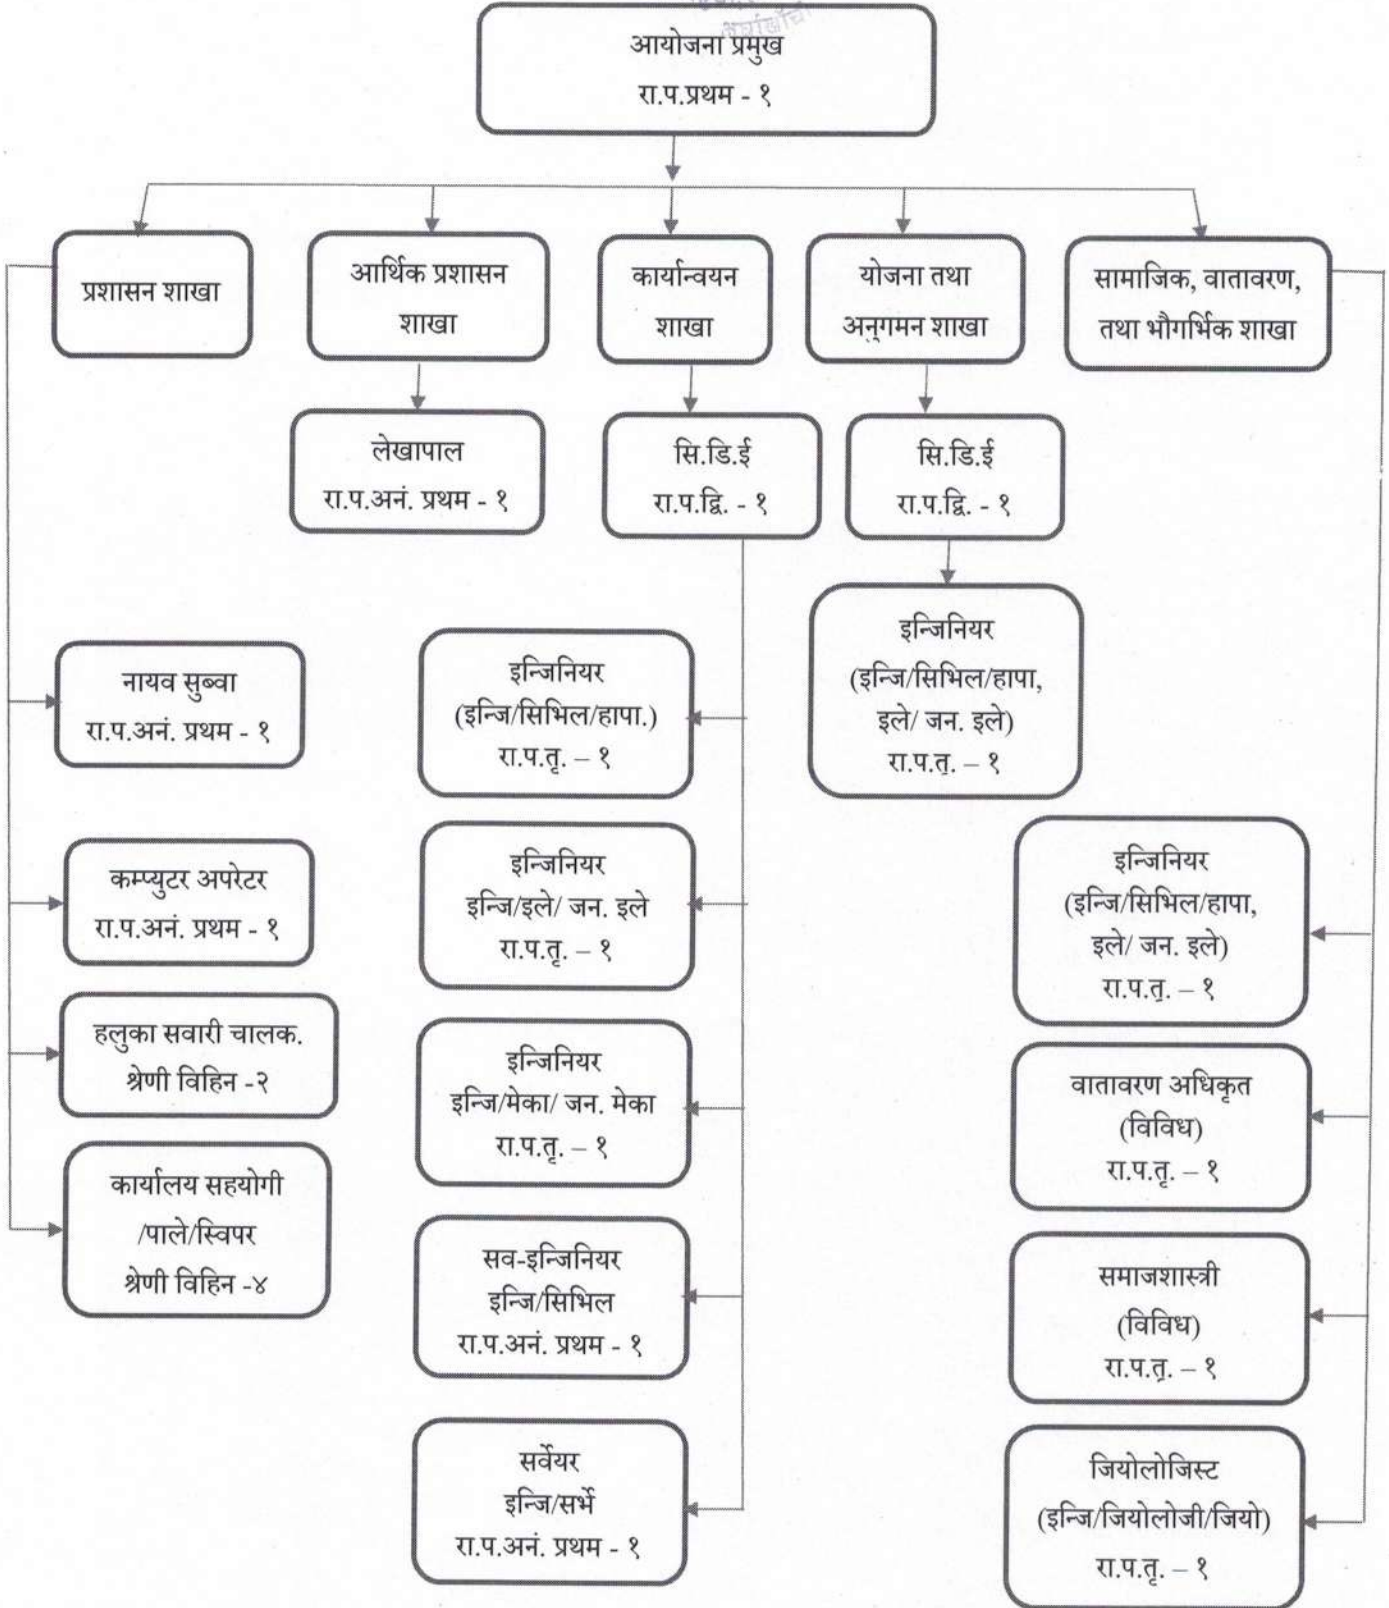 आयोजना प्रमुख
रा.प.प्रथम - १
प्रशासन शाखा
आर्थिक प्रशासन
शाखा
कार्यान्वयन
शाखा
योजना तथा
अनुगमन शाखा
सामाजिक, वातावरण,
तथा भौगर्भिक शाखा
लेखापाल
रा.प.अनं. प्रथम - १
सि.डि.ई
रा.प.द्वि. - १
सि.डि.ई
रा.प.द्वि. - १
नायव सुब्वा
रा.प.अनं. प्रथम - १
कम्प्युटर अपरेटर
रा.प.अनं. प्रथम - १
हलुका सवारी चालक.
श्रेणी विहिन -२
कार्यालय सहयोगी
/पाले/स्विपर
श्रेणी विहिन -४
इन्जिनियर
(इन्जि/सिभिल/हापा.)
रा.प.तृ. – १
इन्जिनियर
इन्जि/इले/ जन. इले
रा.प.तृ. – १
इन्जिनियर
इन्जि/मेका/ जन. मेका
रा.प.तृ. – १
सव-इन्जिनियर
इन्जि/सिभिल
रा.प.अनं. प्रथम - १
सर्वेयर
इन्जि/सर्भे
रा.प.अनं. प्रथम - १
इन्जिनियर
(इन्जि/सिभिल/हापा,
इले/ जन. इले)
रा.प.तृ. – १
इन्जिनियर
(इन्जि/सिभिल/हापा,
इले/ जन. इले)
रा.प.तृ. – १
वातावरण अधिकृत
(विविध)
रा.प.तृ. – १
समाजशास्त्री
(विविध)
रा.प.तृ. – १
जियोलोजिस्ट
(इन्जि/जियोलोजी/जियो)
रा.प.तृ. – १